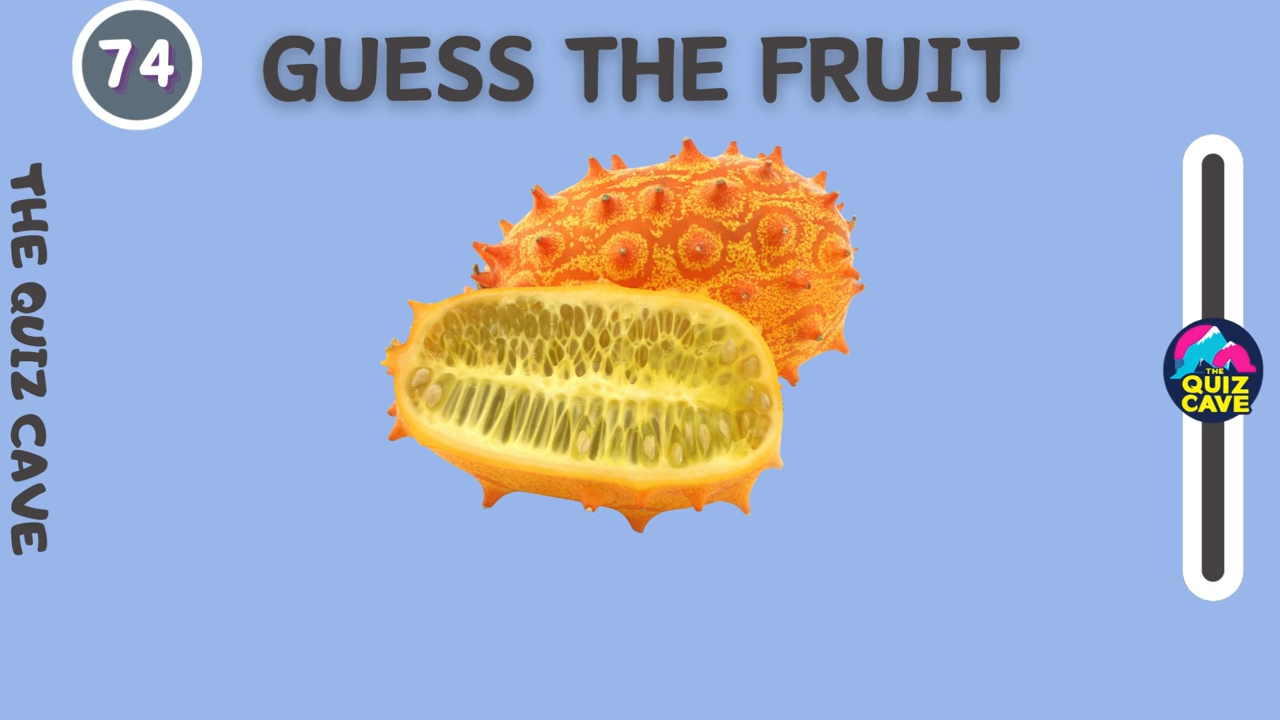 74
GUESS THE FRUIT
THE QUIZ CAVE
THE
QUIZ
CAVE